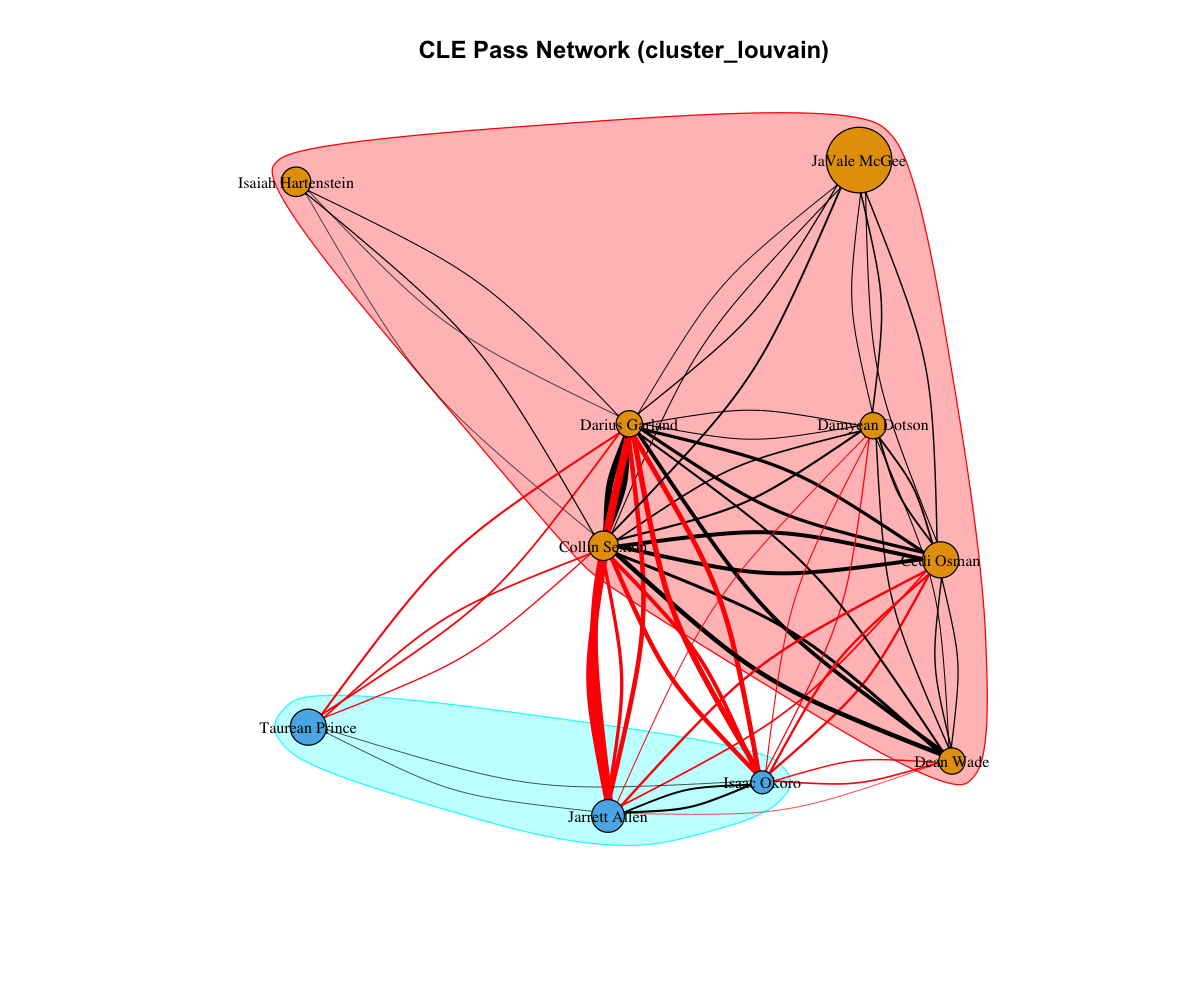 CLE Pass Network (cluster_louvain)
JaVale McGee
Isaiah Hartenstein
Darius Garland
Damyean Dotson
Collin Sexton
Cedi Osman
Taurean Prince
Dean Wade
Isaac Okoro
Jarrett Allen